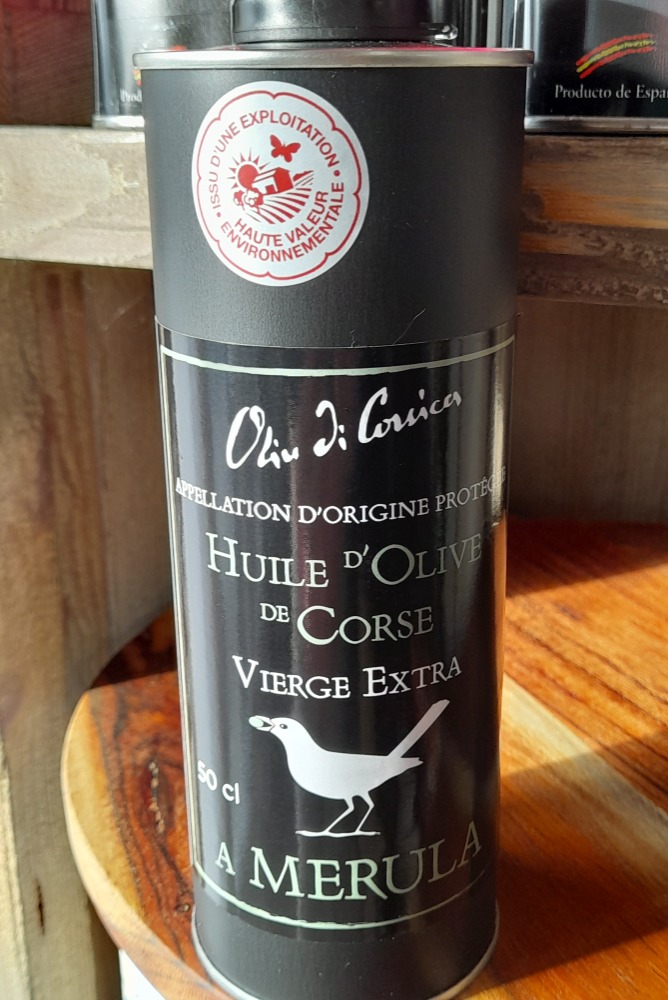 Producto de España
ISSU D'UNE EXPLOITATION
HAUTE VALEUR
ENVIRONNEMENTALE
Oliu di Corsica
APPELLATION D'ORIGINE PROTÉGÉE
HUILE D'OLIVE
DE CORSE
VIERGE EXTRA
50 cl
A MERULA